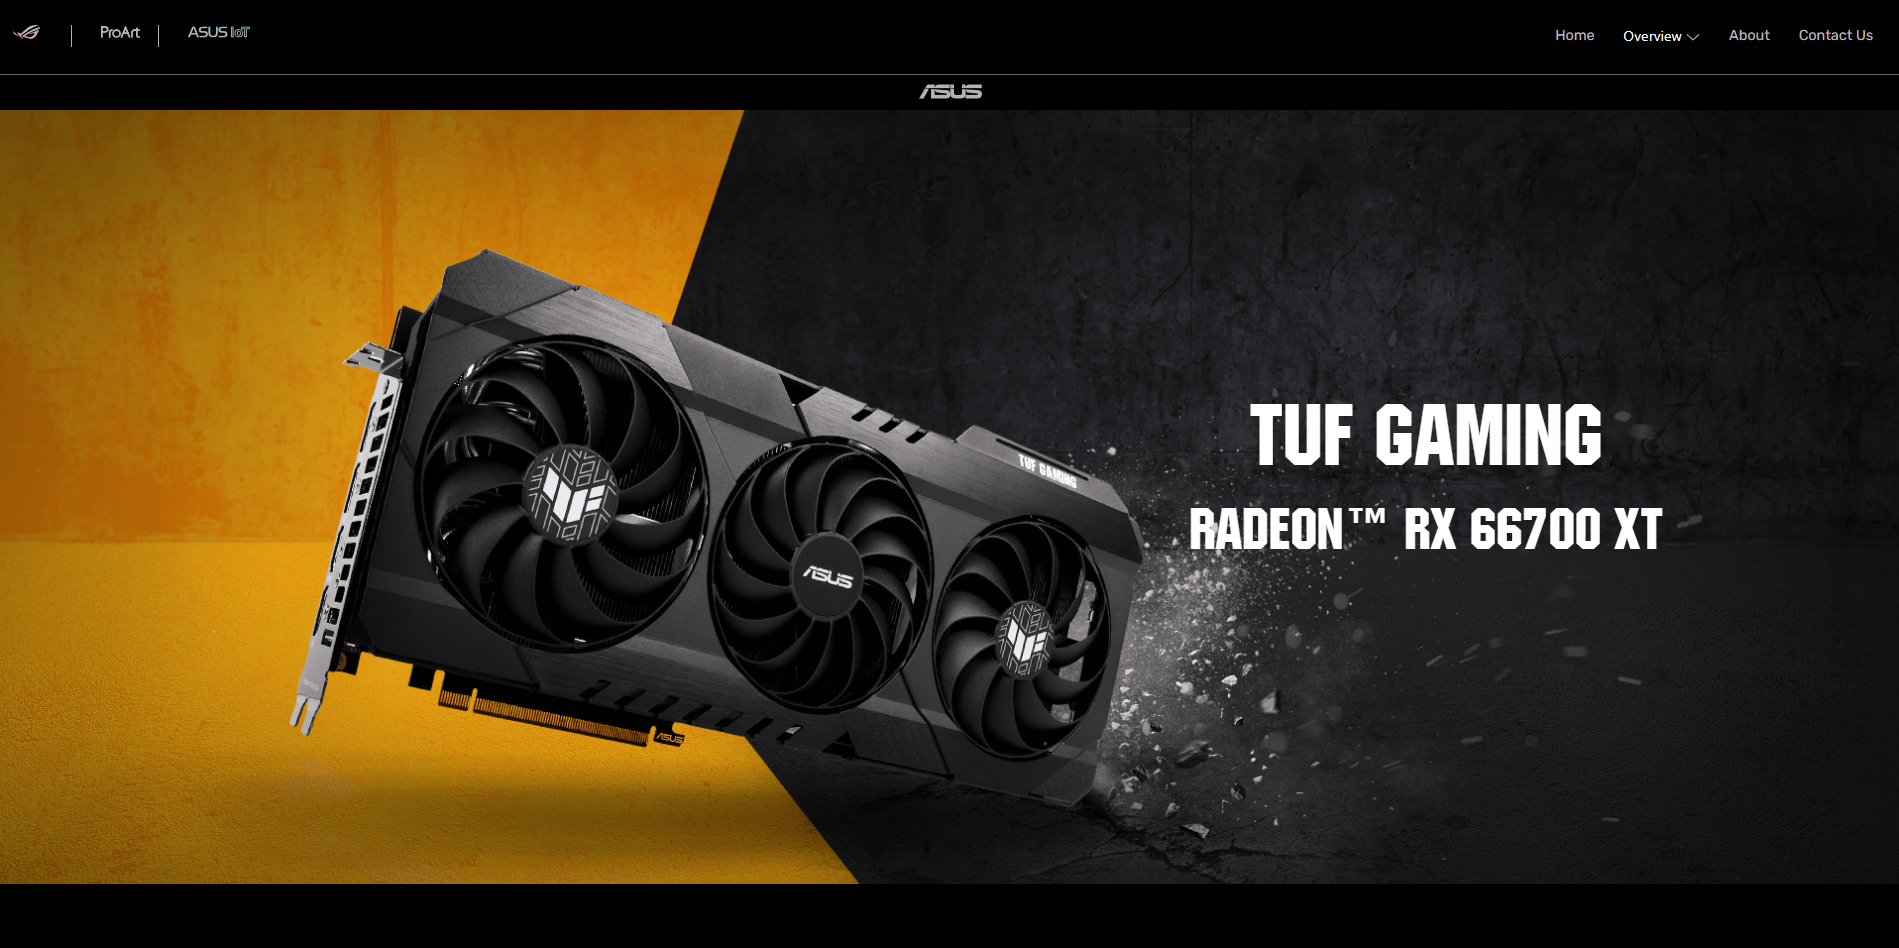 ProArt
ASUS IoT
Home
Overview
About
Contact Us
ASUS
TUF GAMING
RADEON™ RX 66700 XT
TUF GAMING
ASUS
ASUS